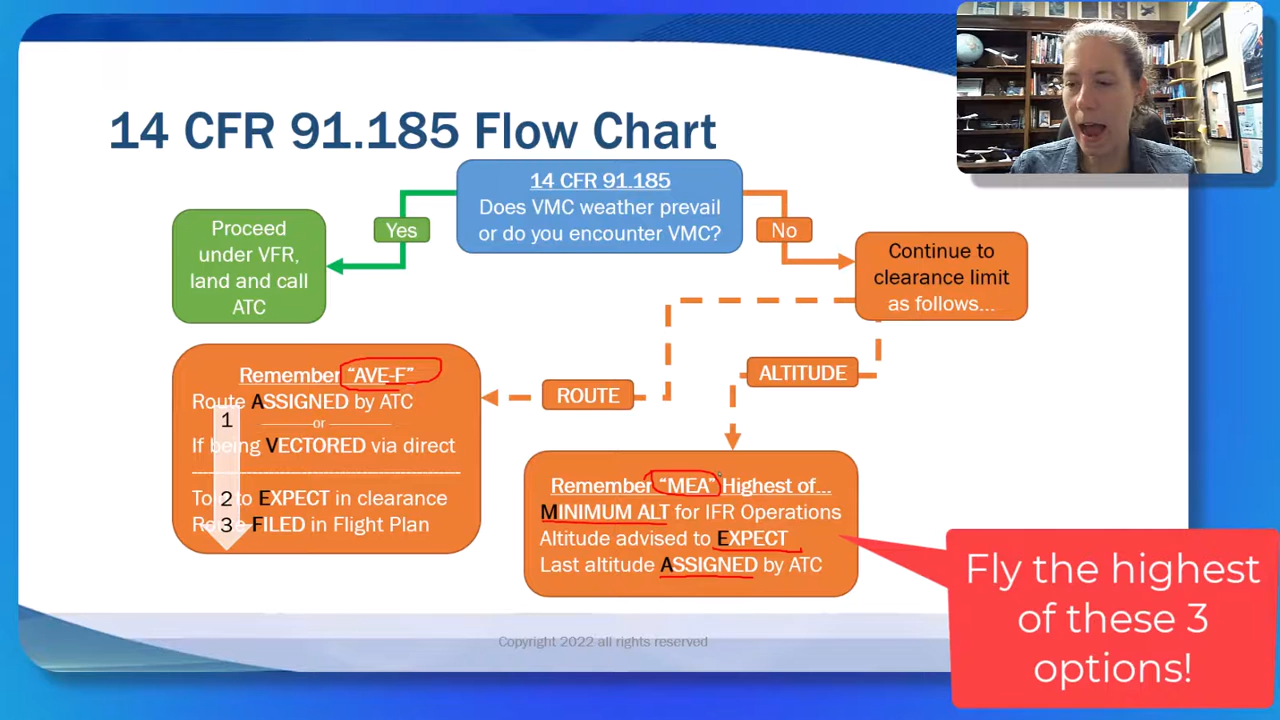 14 CFR 91.185 Flow Chart
14 CFR 91.185
Does VMC weather prevail
or do you encounter VMC?
Yes
No
Proceed
under VFR,
land and call
ATC
Continue to
clearance limit
as follows...
ALTITUDE
ROUTE
Remember “AVE-F”
Route ASSIGNED by ATC
1
or
If being VECTORED via direct
2 to EXPECT in clearance
3 FILED in Flight Plan
Remember “MEA” Highest of...
MINIMUM ALT for IFR Operations
Altitude advised to EXPECT
Last altitude ASSIGNED by ATC
Fly the highest
of these 3
options!
Copyright 2022 all rights reserved